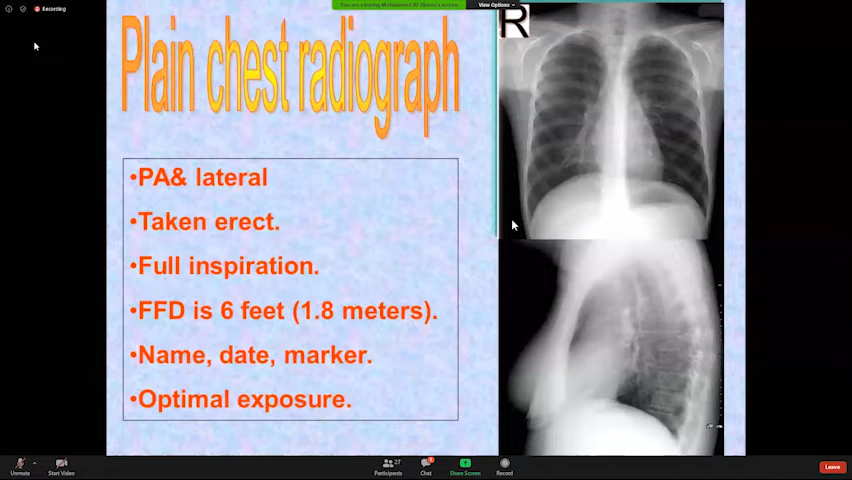 Recording
View Options
R
Plain chest radiograph
•PA& lateral
•Taken erect.
•Full inspiration.
•FFD is 6 feet (1.8 meters).
•Name, date, marker.
•Optimal exposure.
Unmute
Start Video
27
Participants
Chat
Share Screen
Record
Leave